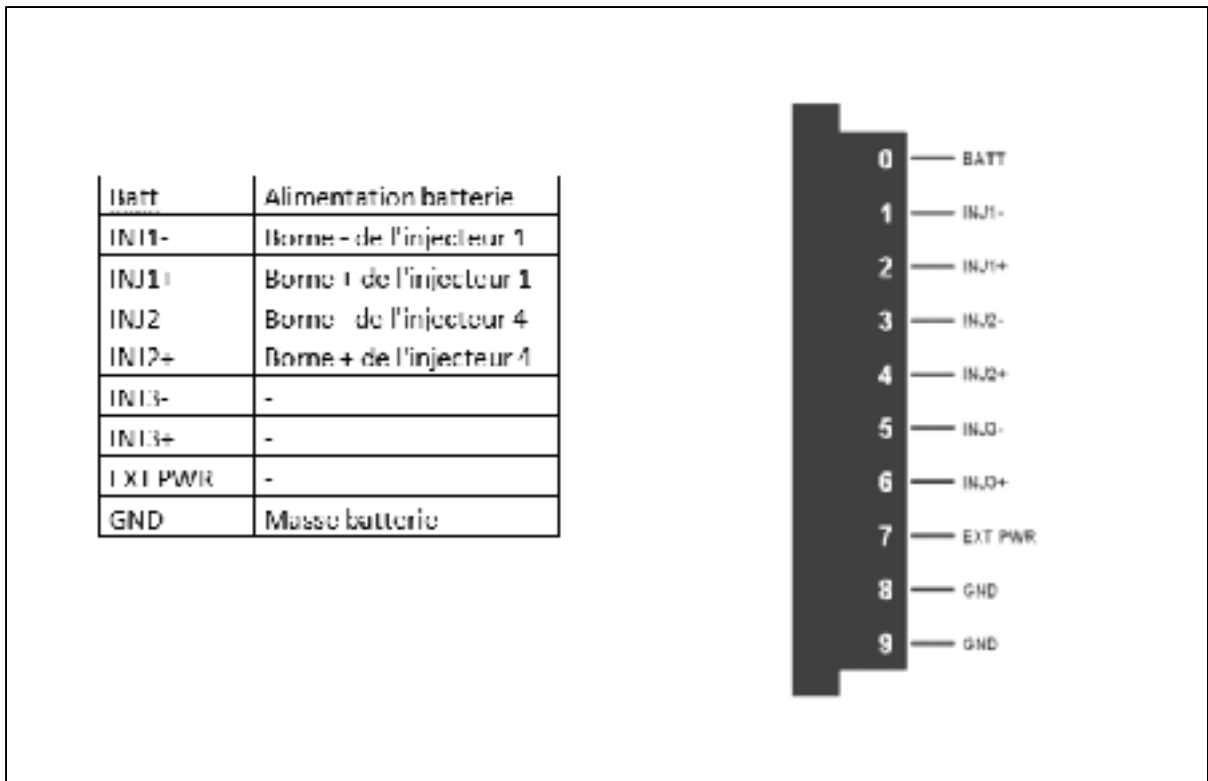 Batt Alimentation batterie
INJ1- Borne - de l'injecteur 1
INJ1+ Borne + de l'injecteur 1
INJ2- Borne - de l'injecteur 4
INJ2+ Borne + de l'injecteur 4
INJ3- -
INJ3+ -
EXT PWR -
GND Masse batterie
0 BATT
1 INJ1-
2 INJ1+
3 INJ2-
4 INJ2+
5 INJ3-
6 INJ3+
7 EXT PWR
8 GND
9 GND